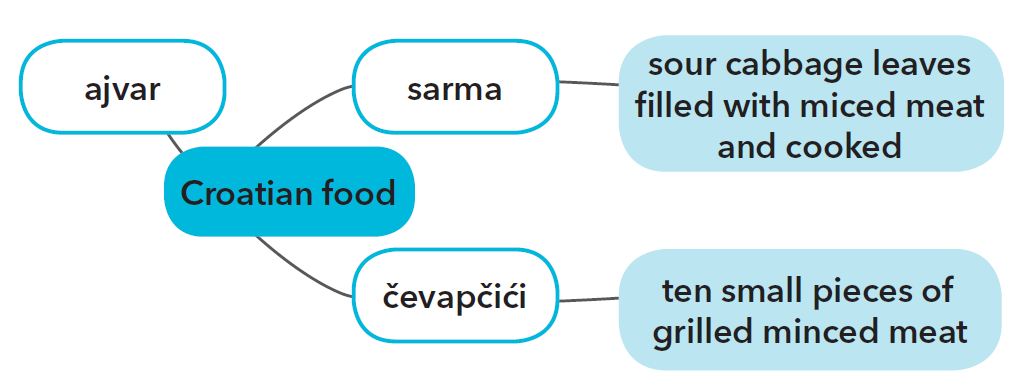 ajvar
sarma
sour cabbage leaves
filled with miced meat
and cooked
Croatian food
čevapčići
ten small pieces of
grilled minced meat